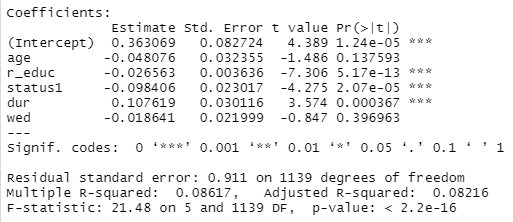 Coefficients:
Estimate Std. Error t value Pr(>|t|)
(Intercept) 0.363069 0.082724 4.389 1.24e-05 ***
age -0.048076 0.032355 -1.486 0.137593
r_educ -0.026563 0.003636 -7.306 5.17e-13 ***
status1 -0.098406 0.023017 -4.275 2.07e-05 ***
dur 0.107619 0.030116 3.574 0.000367 ***
wed -0.018641 0.021999 -0.847 0.396963
---
Signif. codes: 0 ‘***’ 0.001 ‘**’ 0.01 ‘*’ 0.05 ‘.’ 0.1 ‘ ’ 1
Residual standard error: 0.911 on 1139 degrees of freedom
Multiple R-squared: 0.08617, Adjusted R-squared: 0.08216
F-statistic: 21.48 on 5 and 1139 DF, p-value: < 2.2e-16